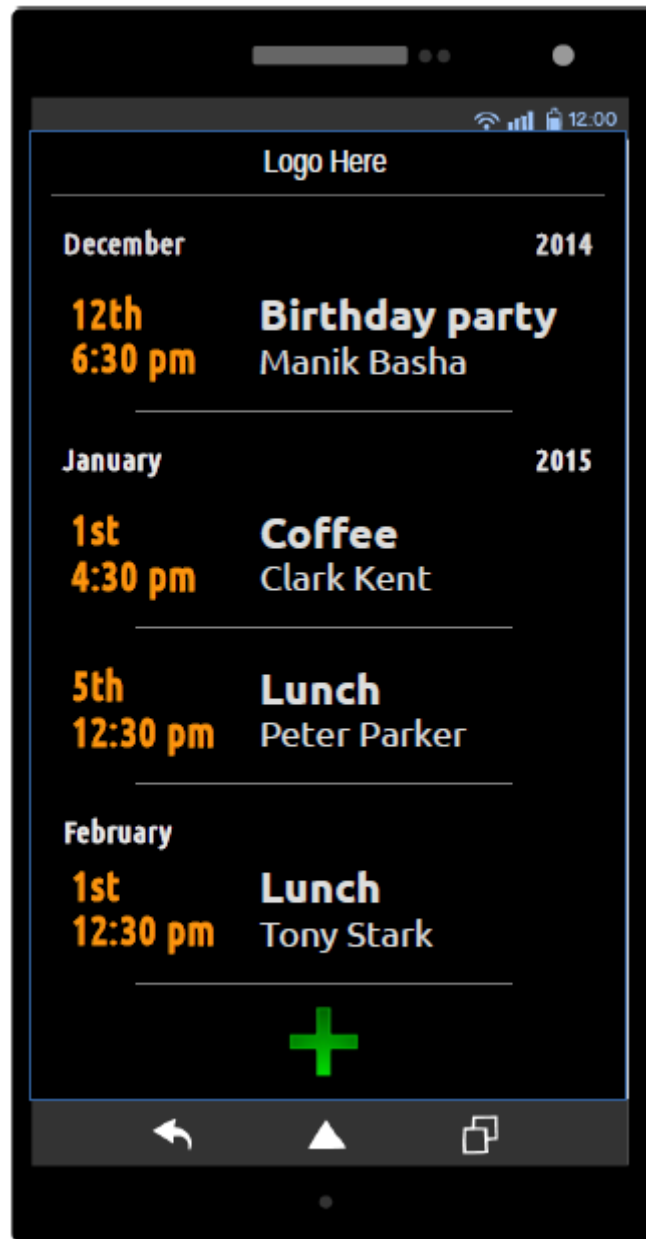 12:00
Logo Here
December 2014
12th Birthday party
6:30 pm Manik Basha
January 2015
1st Coffee
4:30 pm Clark Kent
5th Lunch
12:30 pm Peter Parker
February
1st Lunch
12:30 pm Tony Stark